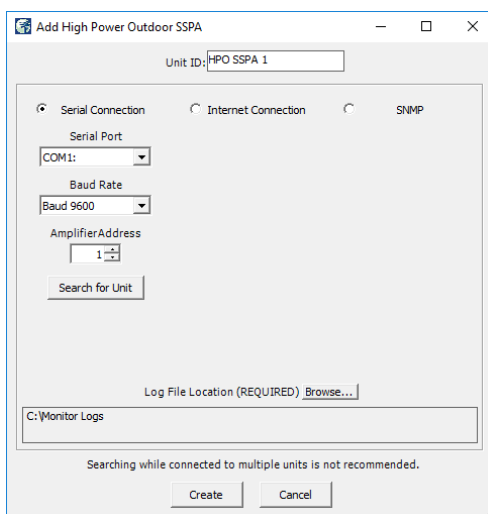 Add High Power Outdoor SSPA
Unit ID: HPO SSPA 1
Serial Connection Internet Connection SNMP
Serial Port
COM1:
Baud Rate
Baud 9600
AmplifierAddress
1
Search for Unit
Log File Location (REQUIRED) Browse...
C:\Monitor Logs
Searching while connected to multiple units is not recommended.
Create Cancel